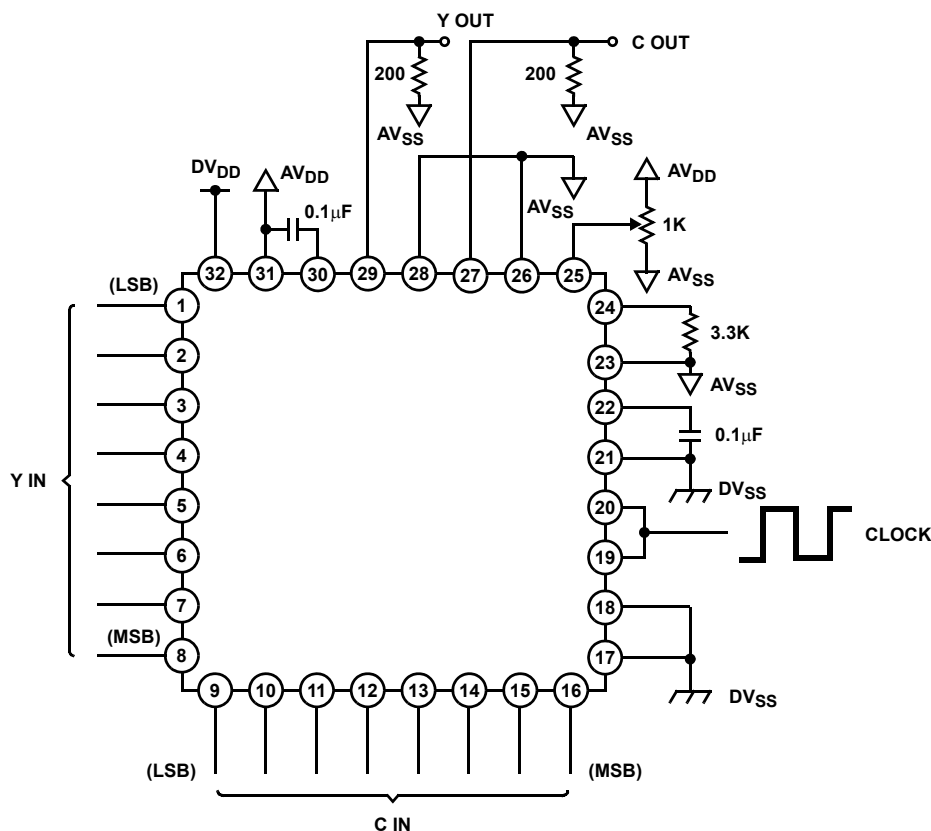 Y OUT
C OUT
200
200
AVSS
AVSS
DVDD
AVDD
0.1μF
AVSS
AVDD
1K
AVSS
32
31
30
29
28
27
26
25
(LSB)
1
2
3
4
5
6
7
(MSB)
8
Y IN
24
3.3K
23
AVSS
22
0.1μF
21
DVSS
20
CLOCK
19
18
17
DVSS
9
10
11
12
13
14
15
16
(LSB)
(MSB)
C IN